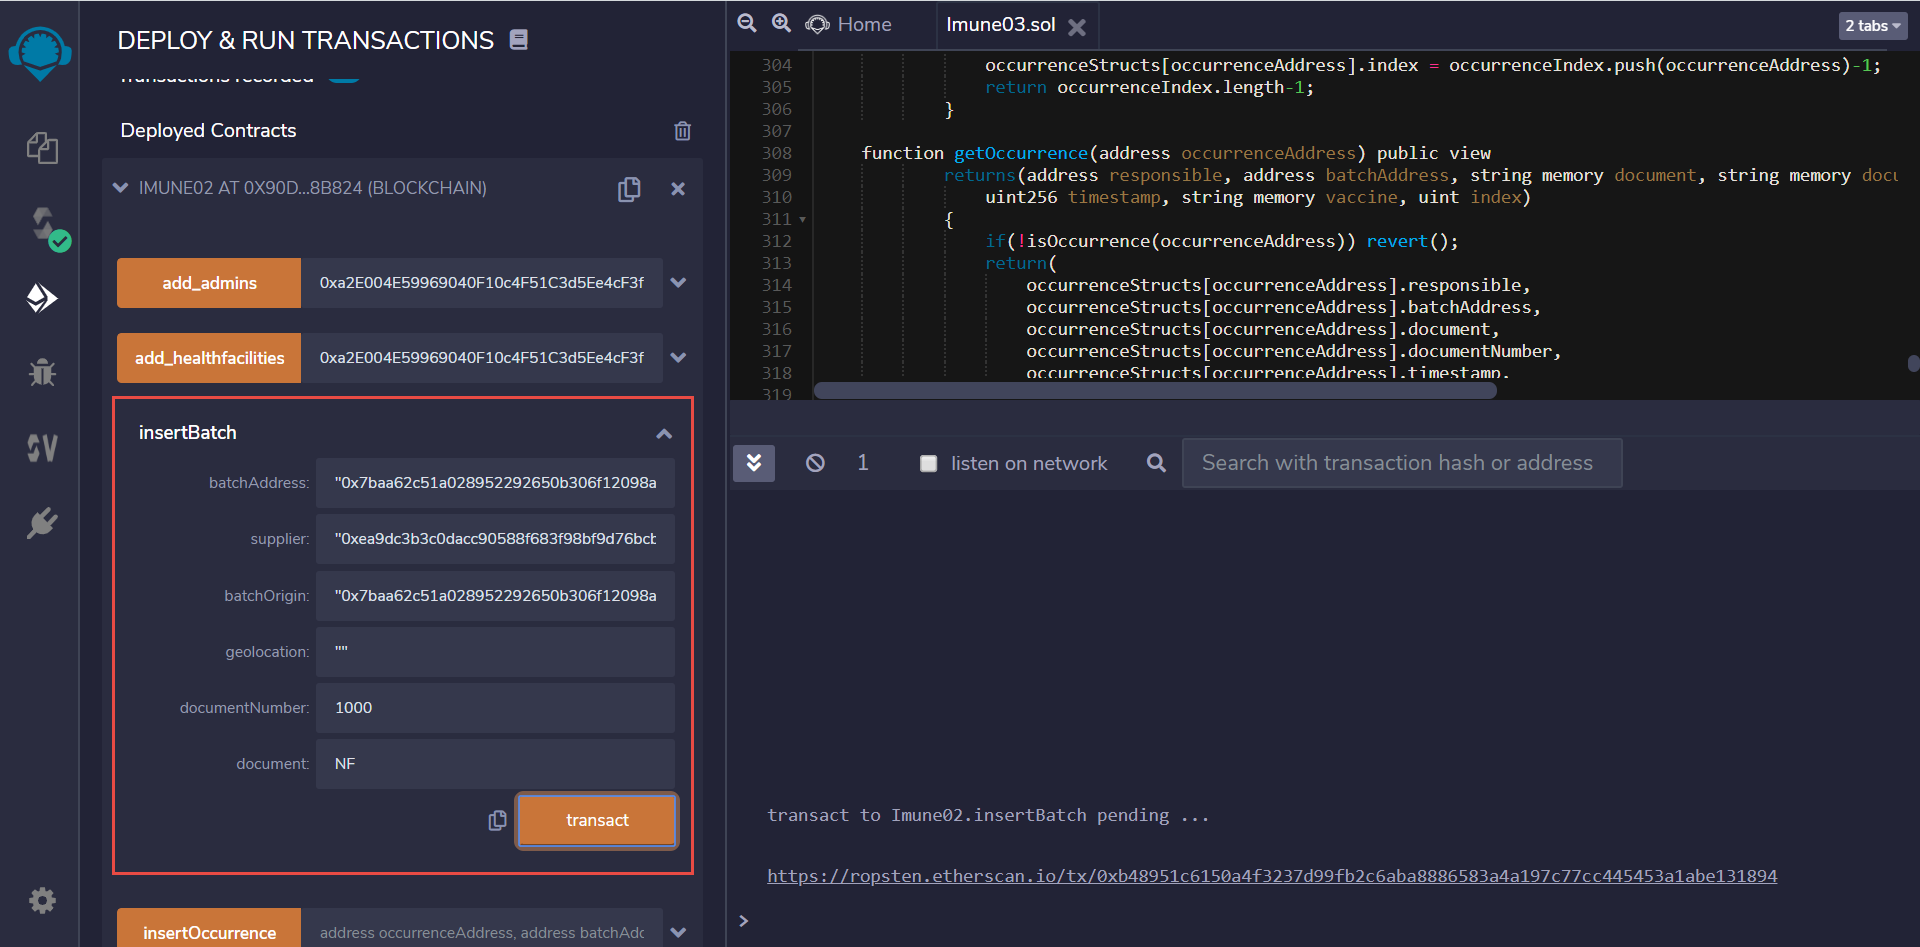 DEPLOY & RUN TRANSACTIONS
Transactions recorded
Deployed Contracts
IMUNE02 AT 0X90D...8B824 (BLOCKCHAIN)
add_admins 0xa2E004E59969040F10c4F51C3d5Ee4cF3f
add_healthfacilities 0xa2E004E59969040F10c4F51C3d5Ee4cF3f
insertBatch
batchAddress: "0x7baa62c51a028952292650b306f12098a
supplier: "0xea9dc3b3c0dacc90588f683f98bf9d76bcb
batchOrigin: "0x7baa62c51a028952292650b306f12098a
geolocation: ""
documentNumber: 1000
document: NF
transact
insertOccurrence address occurrenceAddress, address batchAdd
Home
Imune03.sol
2 tabs
304 occurrenceStructs[occurrenceAddress].index = occurrenceIndex.push(occurrenceAddress)-1;
305 return occurrenceIndex.length-1;
306 }
307
308 function getOccurrence(address occurrenceAddress) public view
309 returns(address responsible, address batchAddress, string memory document, string memory docu
310 uint256 timestamp, string memory vaccine, uint index)
311 {
312 if(!isOccurrence(occurrenceAddress)) revert();
313 return(
314 occurrenceStructs[occurrenceAddress].responsible,
315 occurrenceStructs[occurrenceAddress].batchAddress,
316 occurrenceStructs[occurrenceAddress].document,
317 occurrenceStructs[occurrenceAddress].documentNumber,
318 occurrenceStructs[occurrenceAddress].timestamp,
319
1 listen on network Search with transaction hash or address
transact to Imune02.insertBatch pending ...
https://ropsten.etherscan.io/tx/0xb48951c6150a4f3237d99fb2c6aba8886583a4a197c77cc445453a1abe131894
>